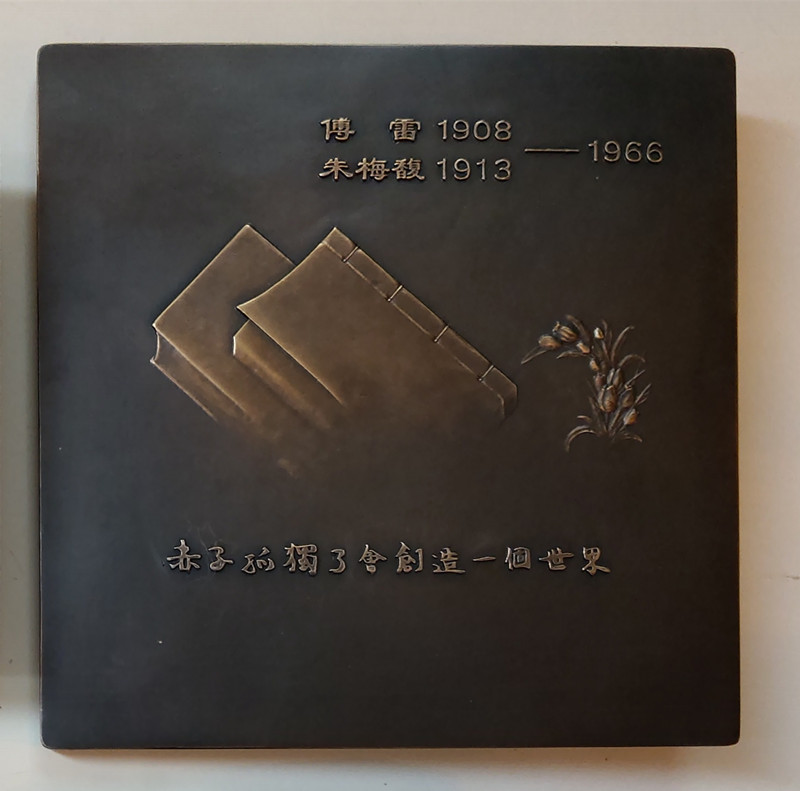 傅 雷 1908
朱梅馥 1913 —— 1966
赤子孤獨了會創造一個世界